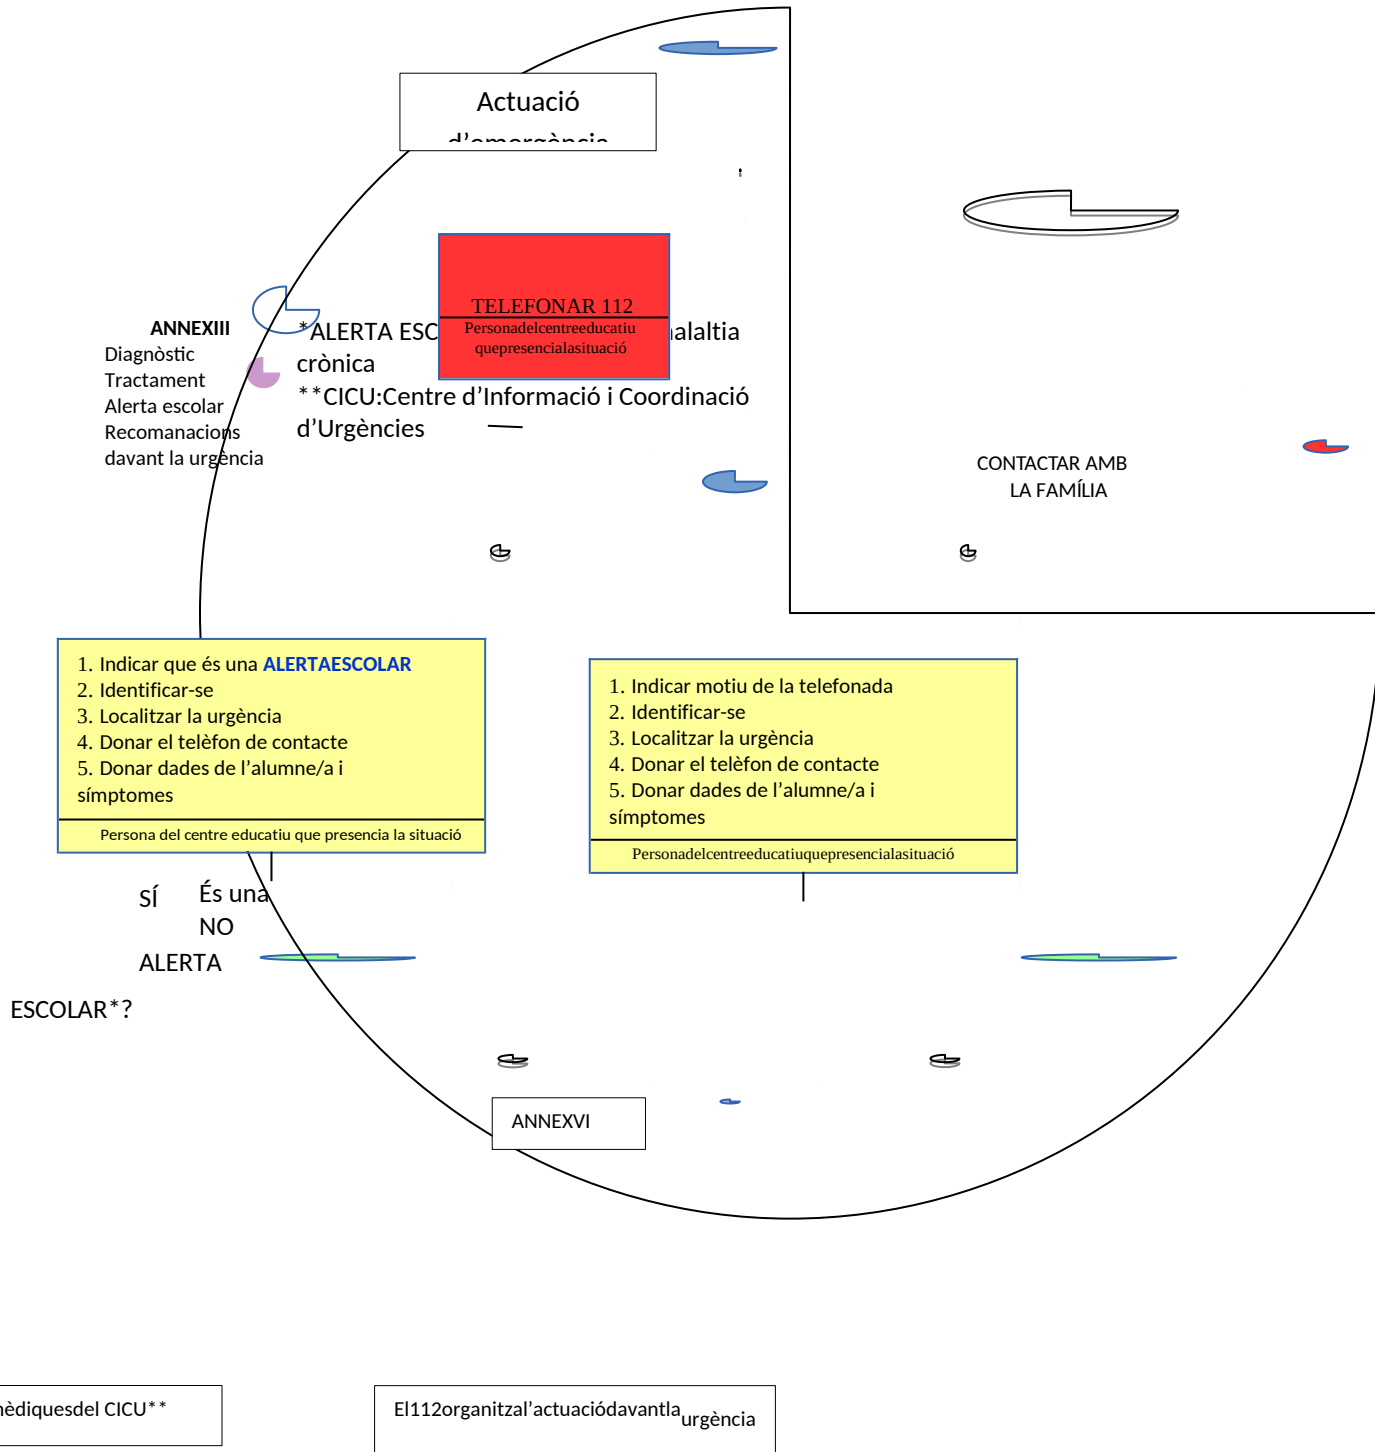 Actuació
d’emergència
TELEFONAR 112
Personadelcentreeducatiu
quepresencialasituació
ANNEXIII
Diagnòstic
Tractament
Alerta escolar
Recomanacions
davant la urgència
*ALERTA ESC
crònica
**CICU:Centre d’Informació i Coordinació
d’Urgències
CONTACTAR AMB
LA FAMÍLIA
1. Indicar que és una ALERTAESCOLAR
2. Identificar-se
3. Localitzar la urgència
4. Donar el telèfon de contacte
5. Donar dades de l’alumne/a i
símptomes
Persona del centre educatiu que presencia la situació
1. Indicar motiu de la telefonada
2. Identificar-se
3. Localitzar la urgència
4. Donar el telèfon de contacte
5. Donar dades de l’alumne/a i
símptomes
Personadelcentreeducatiuquepresencialasituació
SÍ
És una
NO
ALERTA
ESCOLAR*?
ANNEXVI
èdiquesdel CICU**
El112organitzal’actuaciódavantla
urgència